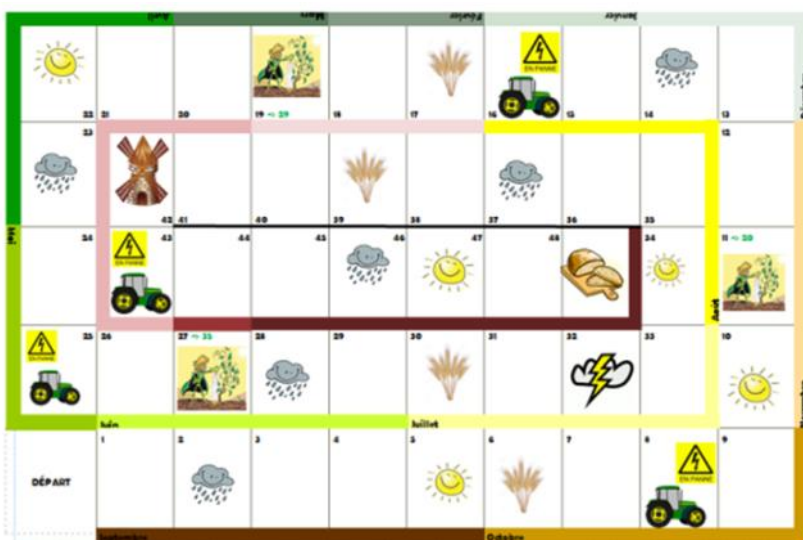 Avril Mars Février Janvier
EN PANNE
22 21 20 19 ⇨ 29 18 17 16 15 14 13
23 42 41 40 39 38 37 36 35 12
Mai
24 43 44 45 46 47 48 34 11 ⇨ 20
EN PANNE
Août
25 26 27 ⇨ 35 28 29 30 31 32 33 10
EN PANNE
Juin Juillet
DÉPART 1 2 3 4 5 6 7 8 9
EN PANNE
Septembre Octobre